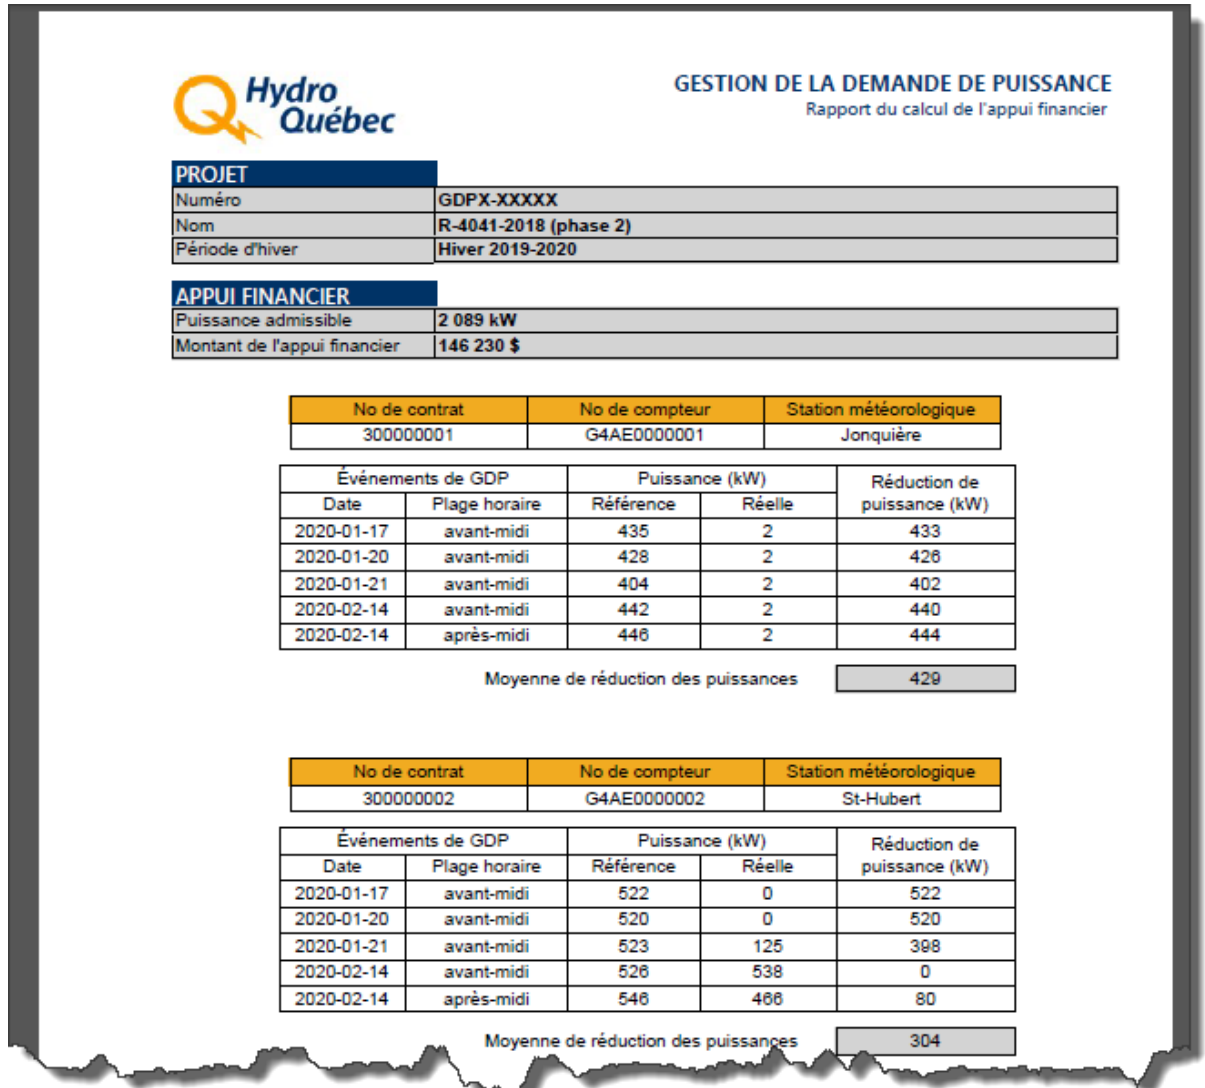 Hydro
Québec
GESTION DE LA DEMANDE DE PUISSANCE
Rapport du calcul de l'appui financier
PROJET
Numéro GDPX-XXXXX
Nom R-4041-2018 (phase 2)
Période d'hiver Hiver 2019-2020
APPUI FINANCIER
Puissance admissible 2 089 kW
Montant de l'appui financier 146 230 $
No de contrat No de compteur Station météorologique
300000001 G4AE0000001 Jonquière
Événements de GDP Puissance (kW) Réduction de puissance (kW)
Date Plage horaire Référence Réelle
2020-01-17 avant-midi 435 2 433
2020-01-20 avant-midi 428 2 426
2020-01-21 avant-midi 404 2 402
2020-02-14 avant-midi 442 2 440
2020-02-14 après-midi 446 2 444
Moyenne de réduction des puissances 429
No de contrat No de compteur Station météorologique
300000002 G4AE0000002 St-Hubert
Événements de GDP Puissance (kW) Réduction de puissance (kW)
Date Plage horaire Référence Réelle
2020-01-17 avant-midi 522 0 522
2020-01-20 avant-midi 520 0 520
2020-01-21 avant-midi 523 125 398
2020-02-14 avant-midi 526 538 0
2020-02-14 après-midi 546 466 80
Moyenne de réduction des puissances 304